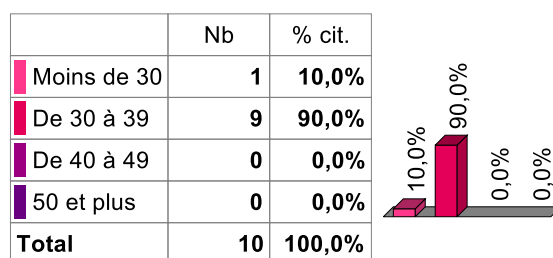 Nb % cit.
Moins de 30 1 10,0%
De 30 à 39 9 90,0%
De 40 à 49 0 0,0%
50 et plus 0 0,0%
Total 10 100,0%
10,0%
90,0%
0,0%
0,0%